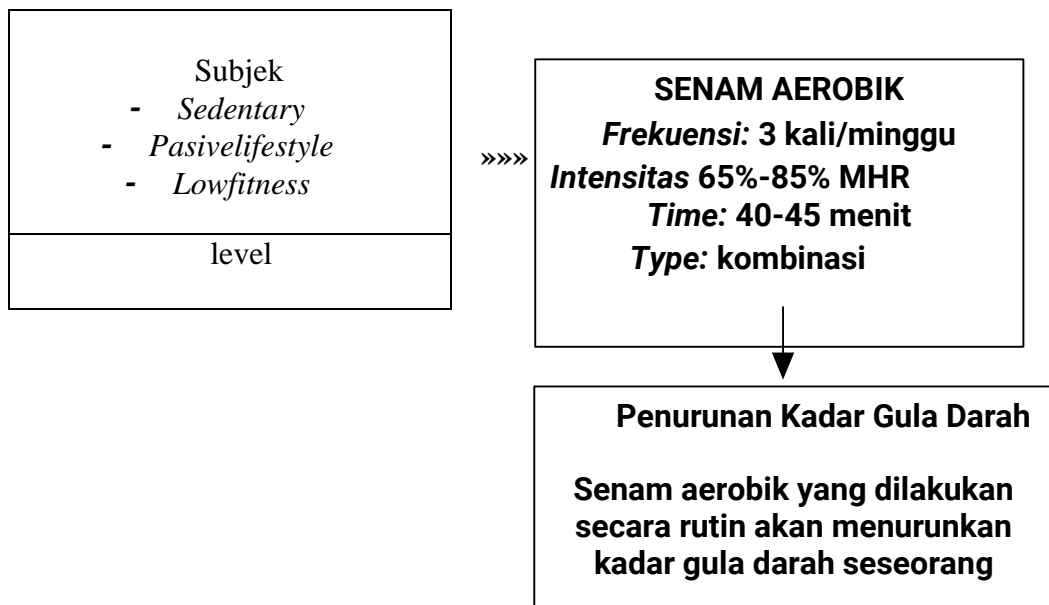 Subjek
- Sedentary
- Pasivelifestyle
- Lowfitness
level
»»»
SENAM AEROBIK
Frekuensi: 3 kali/minggu
Intensitas 65%-85% MHR
Time: 40-45 menit
Type: kombinasi
Penurunan Kadar Gula Darah
Senam aerobik yang dilakukan
secara rutin akan menurunkan
kadar gula darah seseorang